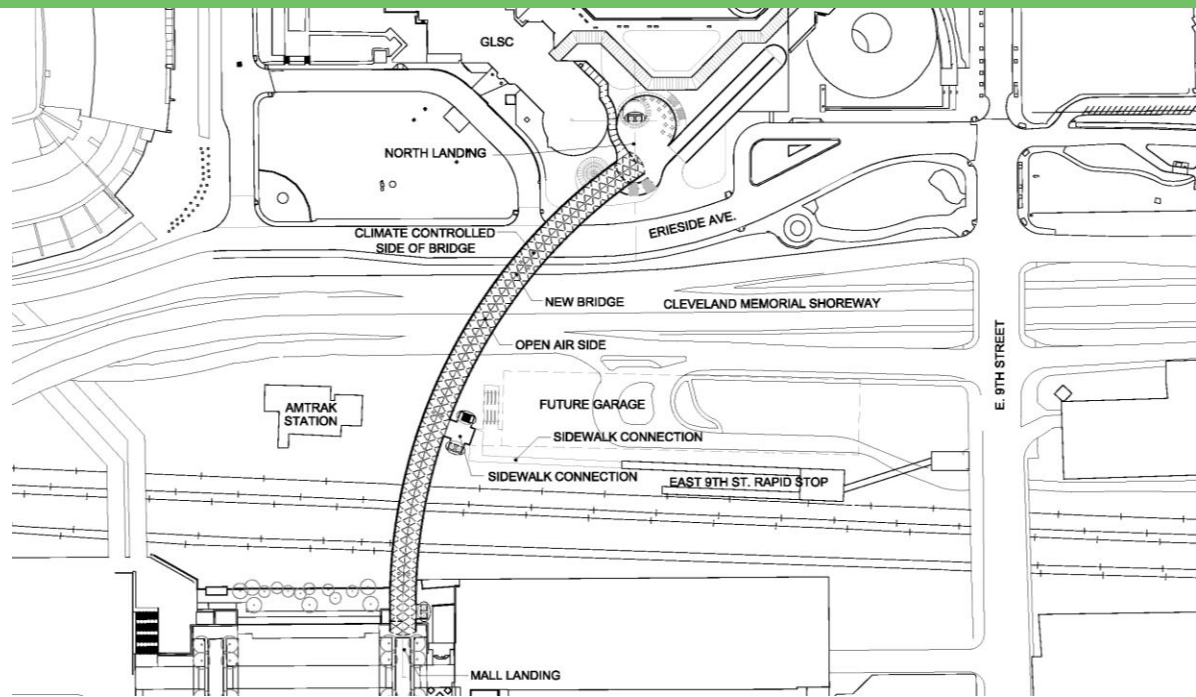 GLSC
NORTH LANDING
ERIESIDE AVE.
CLIMATE CONTROLLED
SIDE OF BRIDGE
NEW BRIDGE
CLEVELAND MEMORIAL SHOREWAY
OPEN AIR SIDE
E. 9TH STREET
AMTRAK
STATION
FUTURE GARAGE
SIDEWALK CONNECTION
SIDEWALK CONNECTION
EAST 9TH ST. RAPID STOP
MALL LANDING